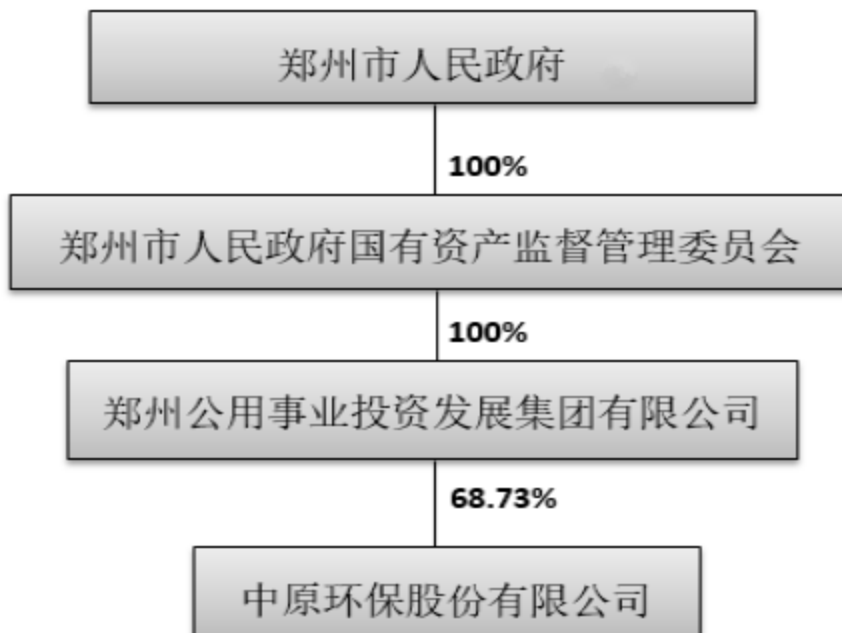 郑州市人民政府
100%
郑州市人民政府国有资产监督管理委员会
100%
郑州公用事业投资发展集团有限公司
68.73%
中原环保股份有限公司